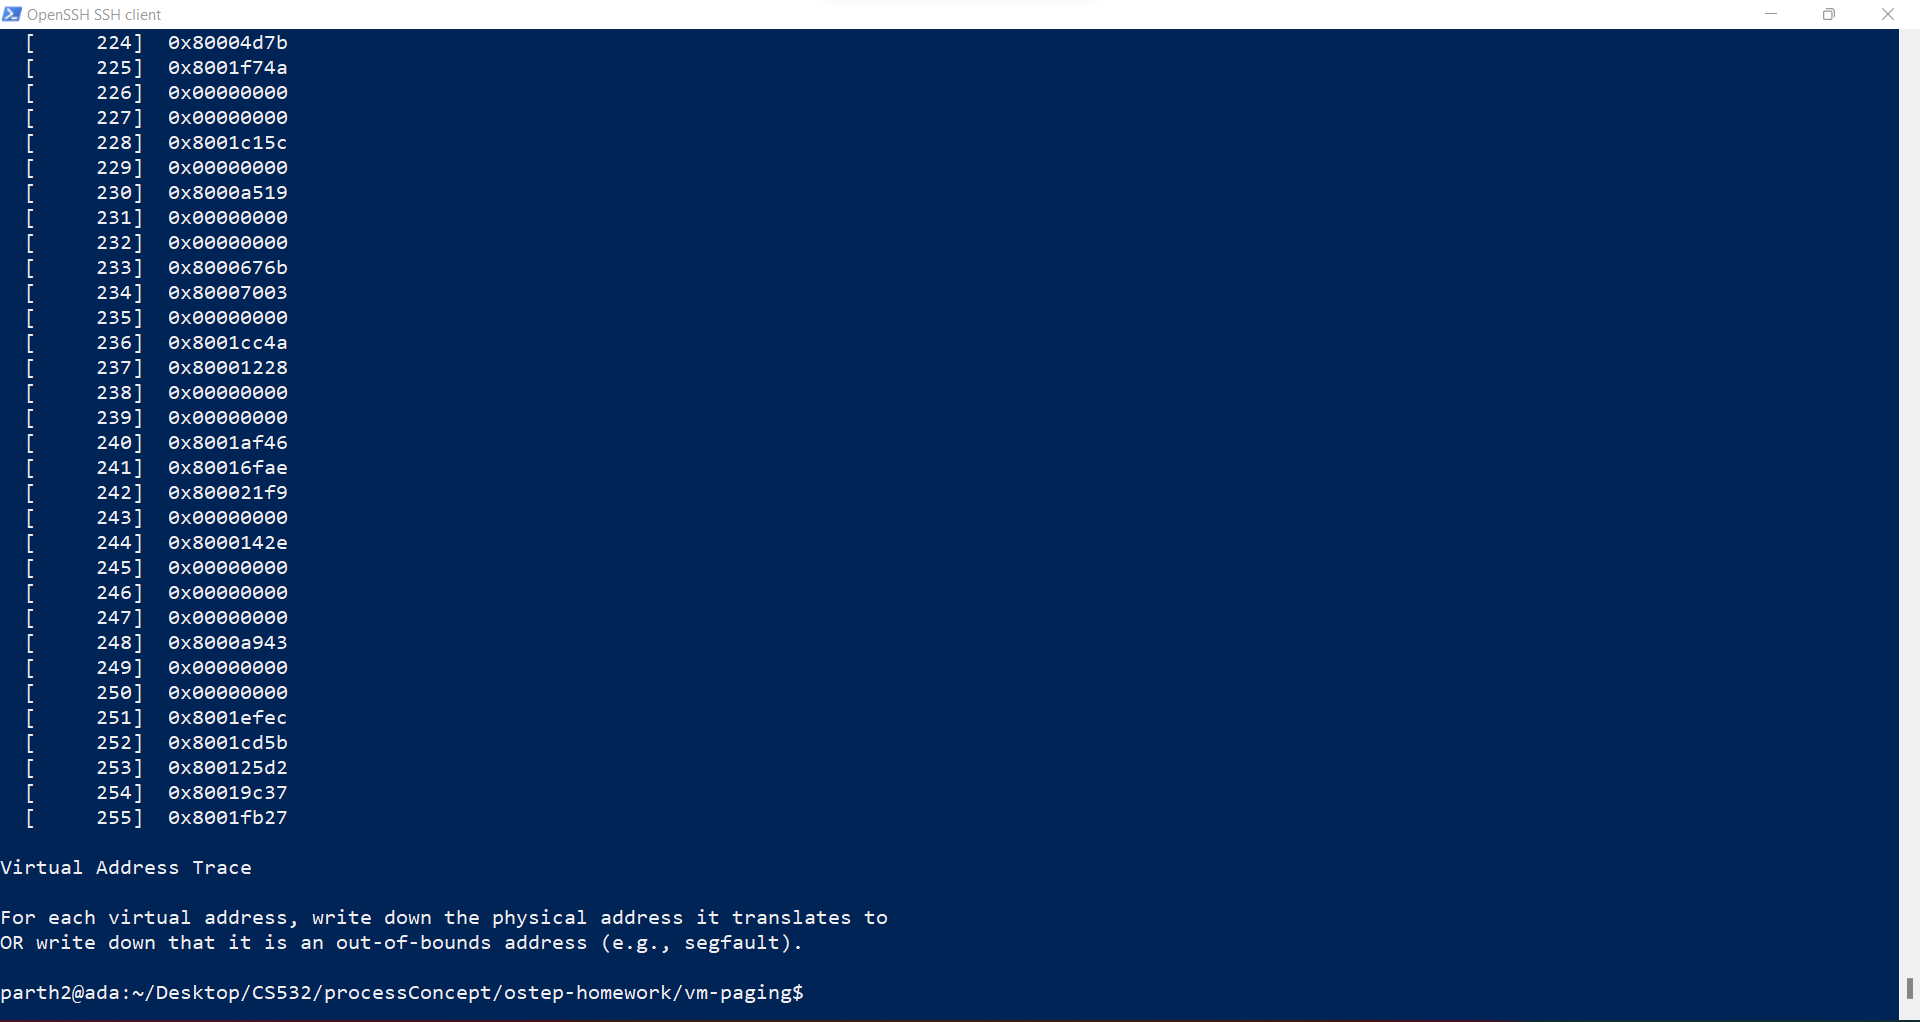 OpenSSH SSH client
[ 224] 0x80004d7b
[ 225] 0x8001f74a
[ 226] 0x00000000
[ 227] 0x00000000
[ 228] 0x8001c15c
[ 229] 0x00000000
[ 230] 0x8000a519
[ 231] 0x00000000
[ 232] 0x00000000
[ 233] 0x8000676b
[ 234] 0x80007003
[ 235] 0x00000000
[ 236] 0x8001cc4a
[ 237] 0x80001228
[ 238] 0x00000000
[ 239] 0x00000000
[ 240] 0x8001af46
[ 241] 0x80016fae
[ 242] 0x800021f9
[ 243] 0x00000000
[ 244] 0x8000142e
[ 245] 0x00000000
[ 246] 0x00000000
[ 247] 0x00000000
[ 248] 0x8000a943
[ 249] 0x00000000
[ 250] 0x00000000
[ 251] 0x8001efec
[ 252] 0x8001cd5b
[ 253] 0x800125d2
[ 254] 0x80019c37
[ 255] 0x8001fb27
Virtual Address Trace
For each virtual address, write down the physical address it translates to
OR write down that it is an out-of-bounds address (e.g., segfault).
parth2@ada:~/Desktop/CS532/processConcept/ostep-homework/vm-paging$